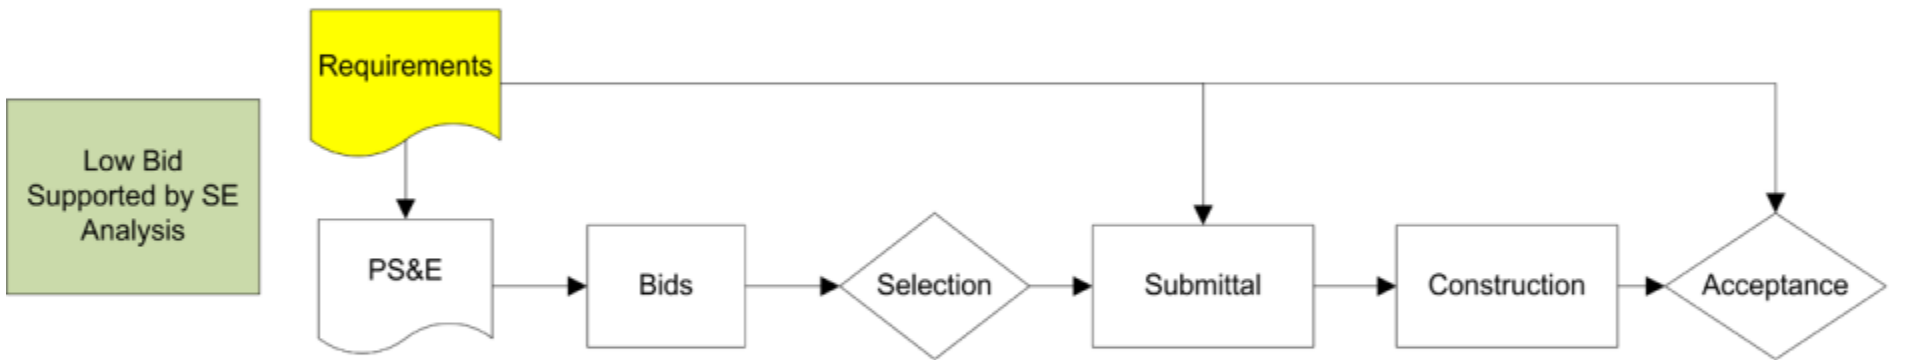 Requirements
Low Bid
Supported by SE
Analysis
PS&E
Bids
Selection
Submittal
Construction
Acceptance